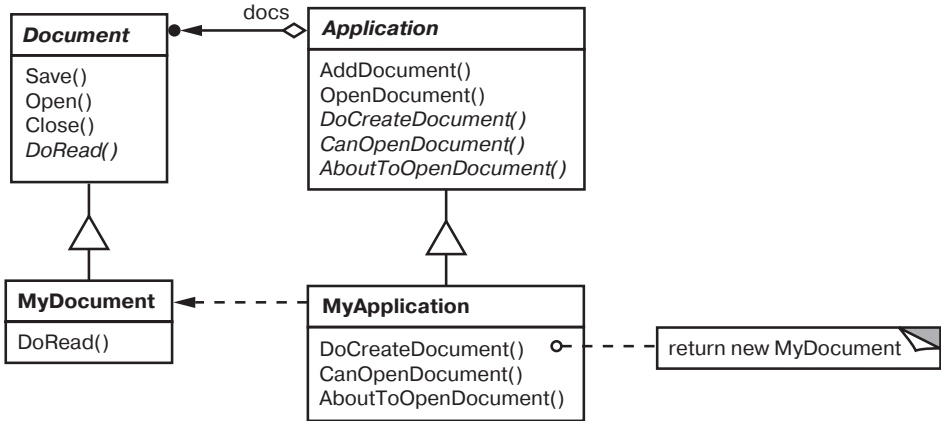 docs
Document
Save()
Open()
Close()
DoRead()
Application
AddDocument()
OpenDocument()
DoCreateDocument()
CanOpenDocument()
AboutToOpenDocument()
MyDocument
DoRead()
MyApplication
DoCreateDocument()
CanOpenDocument()
AboutToOpenDocument()
return new MyDocument